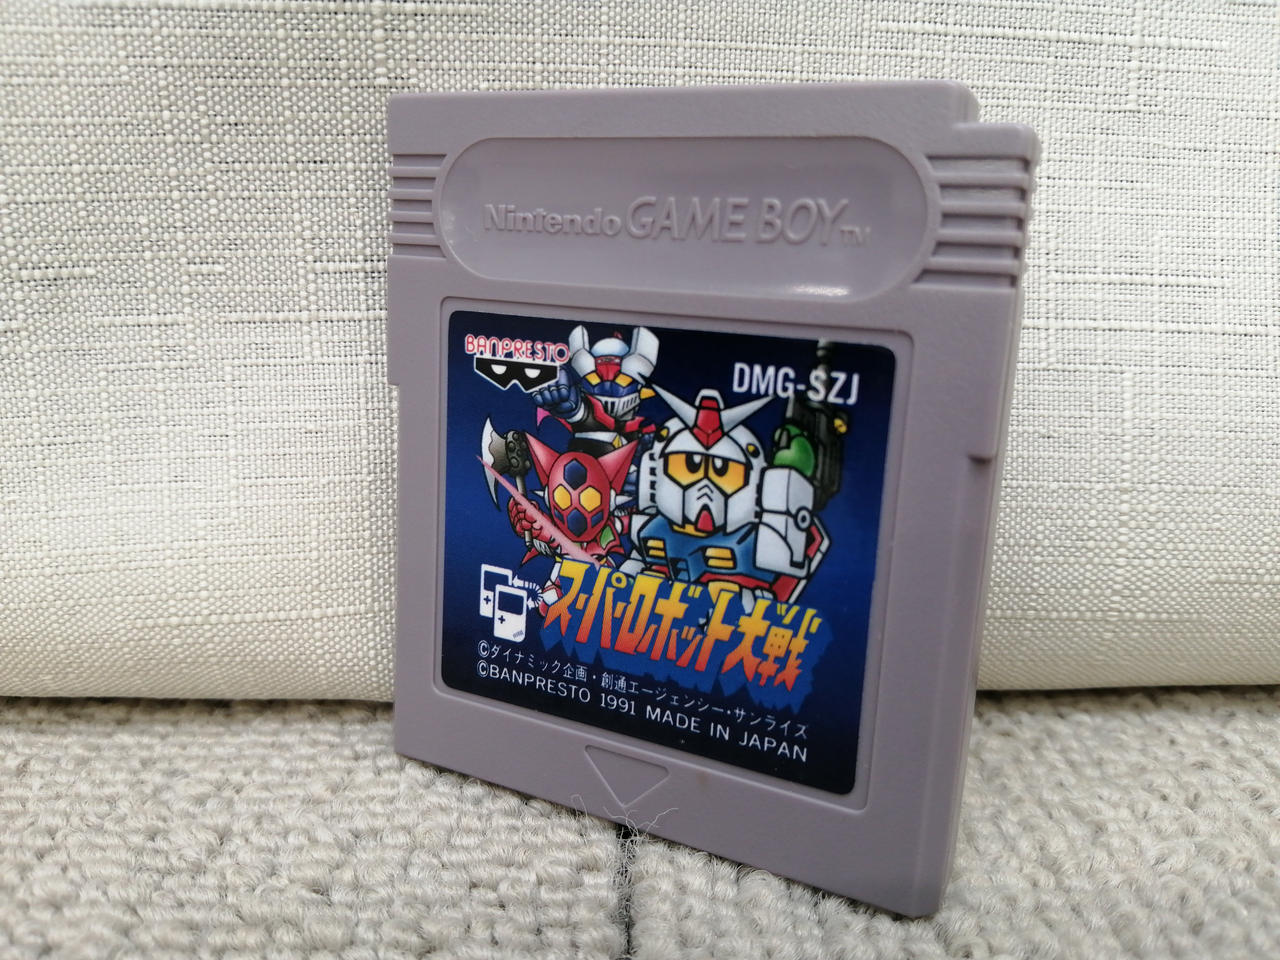 Nintendo GAME BOY TM
BANPRESTO
DMG-SZJ
スーパーロボット大戦
©ダイナミック企画・創通エージェンシー・サンライズ
©BANPRESTO 1991 MADE IN JAPAN